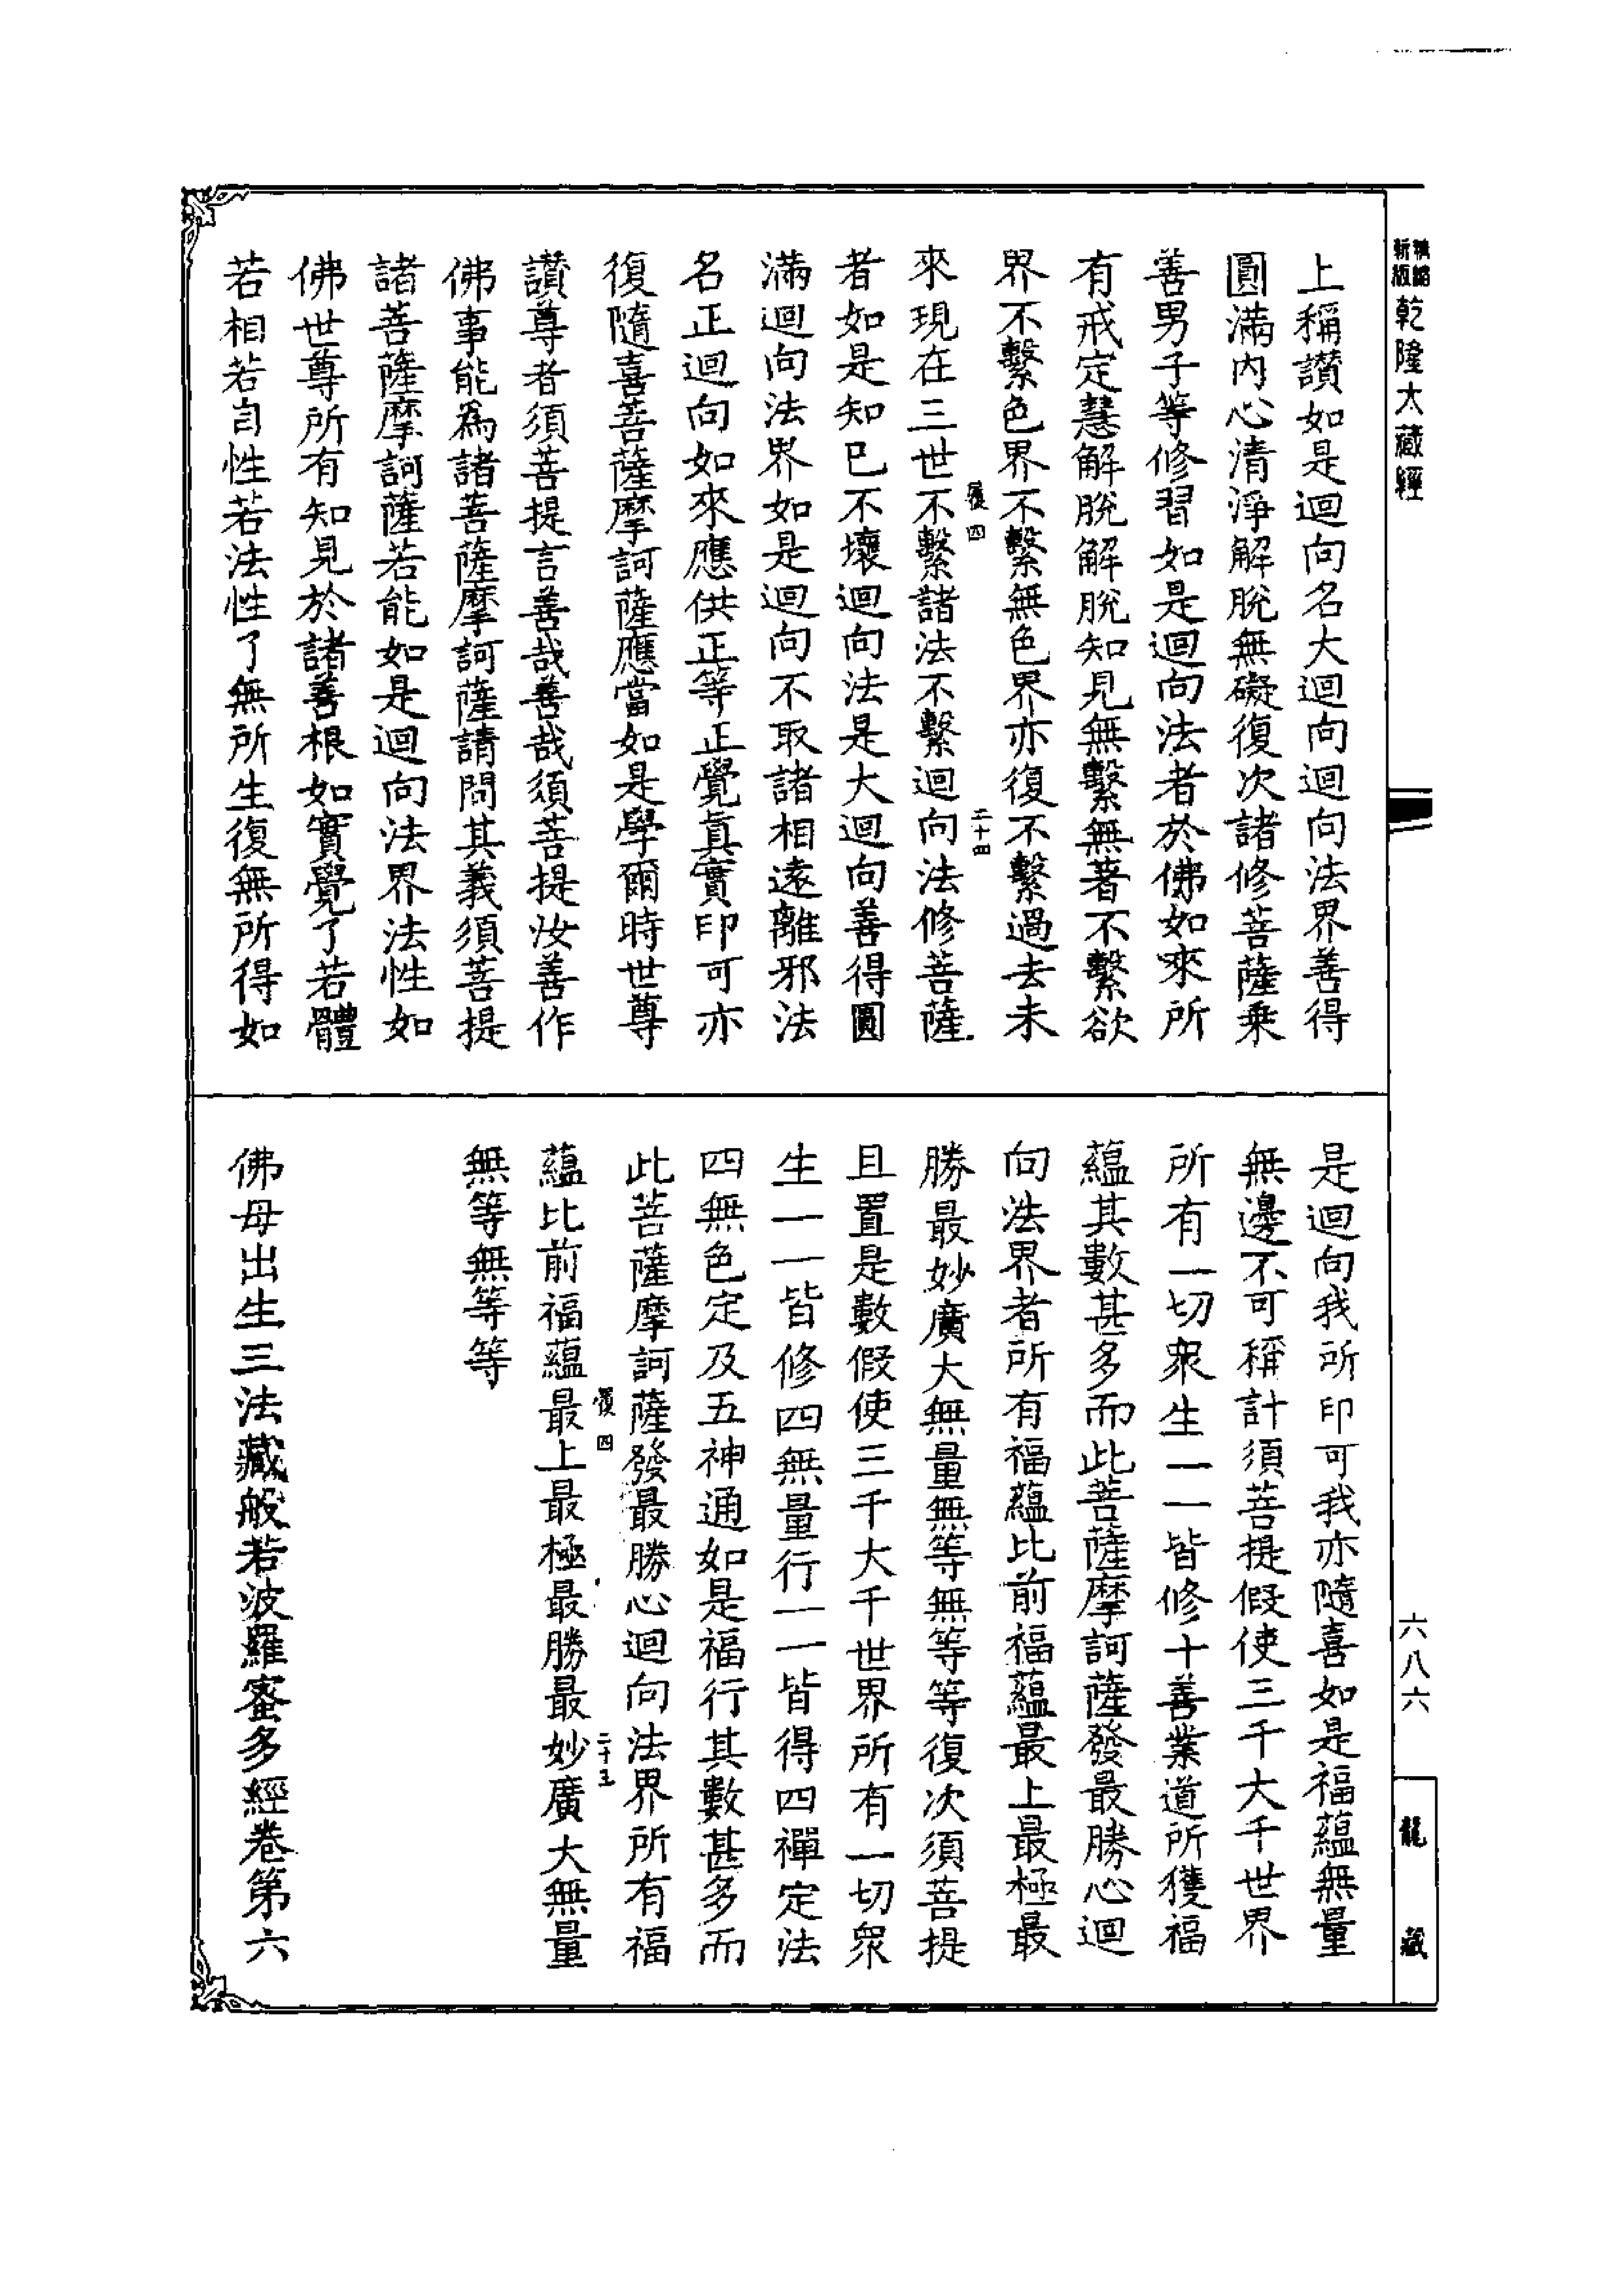 乾隆大藏經
上稱讚如是迴向名大迴向迴向法界善得
圓滿內心清淨解脫無礙復次諸修菩薩乘
善男子等修習如是迴向法者於佛如來所
有戒定慧解脫解脫知見無繫無著不繫欲
界不繫色界不繫無色界亦復不繫過去未
來現在三世不繫諸法不繫迴向法修菩薩
四
二十四
者如是知已不壞迴向法是大迴向善得圓
滿迴向法界如是迴向不取諸相遠離邪法
名正迴向如來應供正等正覺真實印可亦
復隨喜菩薩摩訶薩應當如是學爾時世尊
讚尊者須菩提言善哉善哉須菩提汝善作
佛事能為諸菩薩摩訶薩請問其義須菩提
諸菩薩摩訶薩若能如是迴向法界法性如
佛世尊所有知見於諸善根如實覺了若體
若相若自性若法性了無所生復無所得如
是迴向我所印可我亦隨喜如是福蘊無量
無邊不可稱計須菩提假使三千大千世界
所有一切眾生一一皆修十善業道所獲福
蘊其數甚多而此菩薩摩訶薩發最勝心迴
向法界者所有福蘊比前福蘊最上最極最
勝最妙廣大無量無等無等等復次須菩提
且置是數假使三千大千世界所有一切眾
生一一皆修四無量行一一皆得四禪定法
四無色定及五神通如是福行其數甚多而
此菩薩摩訶薩發最勝心迴向法界所有福
四
二十五
蘊比前福蘊最上最極最勝最妙廣大無量
無等無等等
佛母出生三法藏般若波羅蜜多經卷第六
六八六
龍藏